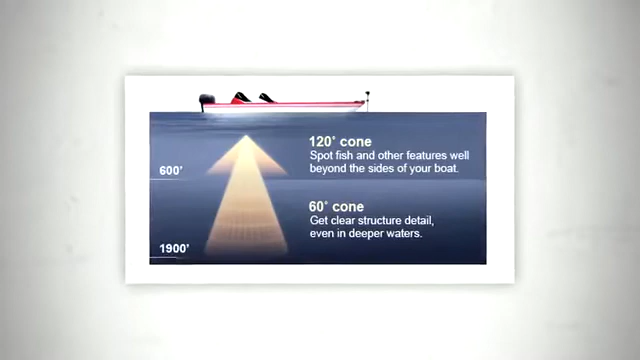 120° cone
Spot fish and other features well
beyond the sides of your boat.
600'
60° cone
Get clear structure detail,
even in deeper waters.
1900'